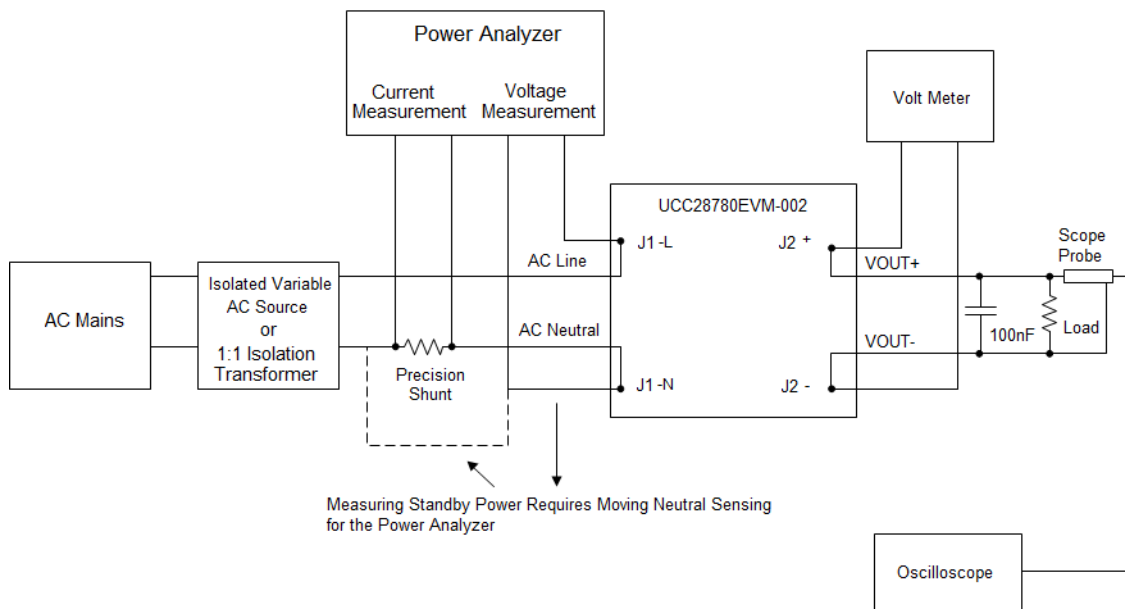 Power Analyzer
Current
Measurement
Voltage
Measurement
Volt Meter
UCC28780EVM-002
J1-L
J2 +
AC Line
VOUT+
Scope
Probe
AC Mains
Isolated Variable
AC Source
or
1:1 Isolation
Transformer
AC Neutral
100nF
Load
VOUT-
Precision
Shunt
J1-N
J2 -
Measuring Standby Power Requires Moving Neutral Sensing
for the Power Analyzer
Oscilloscope